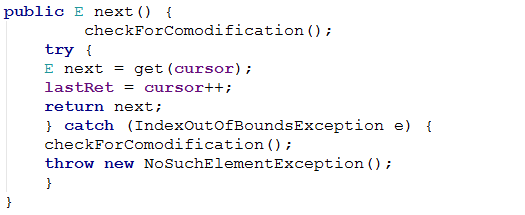 public E next() {
checkForComodification();
try {
E next = get(cursor);
lastRet = cursor++;
return next;
} catch (IndexOutOfBoundsException e) {
checkForComodification();
throw new NoSuchElementException();
}
}